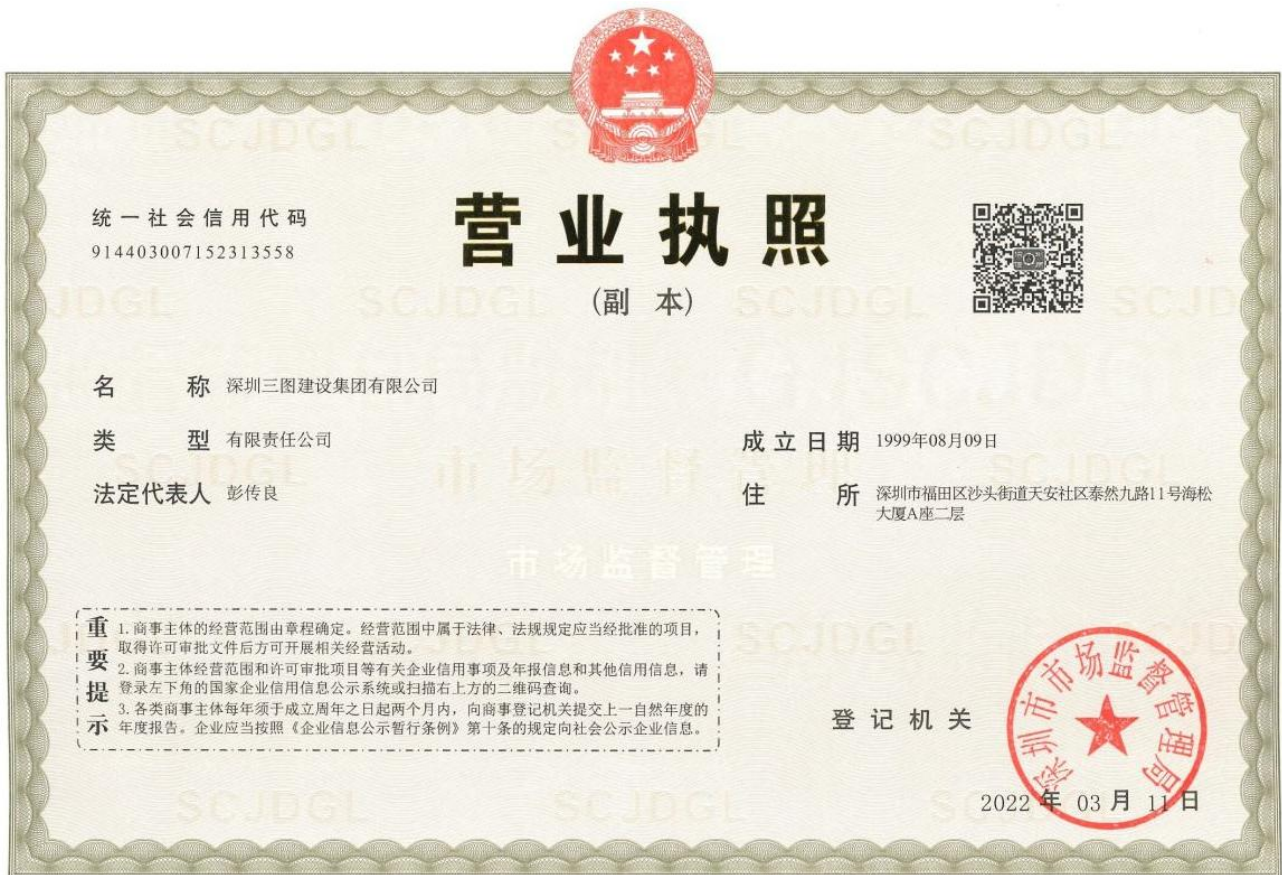 统一社会信用代码
914403007152313558
营业执照
(副 本)
名 称 深圳三图建设集团有限公司
类 型 有限责任公司
法定代表人 彭传良
成立日期 1999年08月09日
住 所 深圳市福田区沙头街道天安社区泰然九路11号海松
大厦A座二层
市场监督管理
市场监督管理
重要提示
1.商事主体的经营范围由章程确定。经营范围中属于法律、法规规定应当经批准的项目，
取得许可审批文件后方可开展相关经营活动。
2.商事主体经营范围和许可审批项目等有关企业信用事项及年报信息和其他信用信息，请
登录左下角的国家企业信用信息公示系统或扫描右上方的二维码查询。
3.各类商事主体每年须于成立周年之日起两个月内，向商事登记机关提交上一自然年度的
年度报告。企业应当按照《企业信息公示暂行条例》第十条的规定向社会公示企业信息。
登记机关
深圳市市场监督管理局
2022年03月11日
SCJDGL